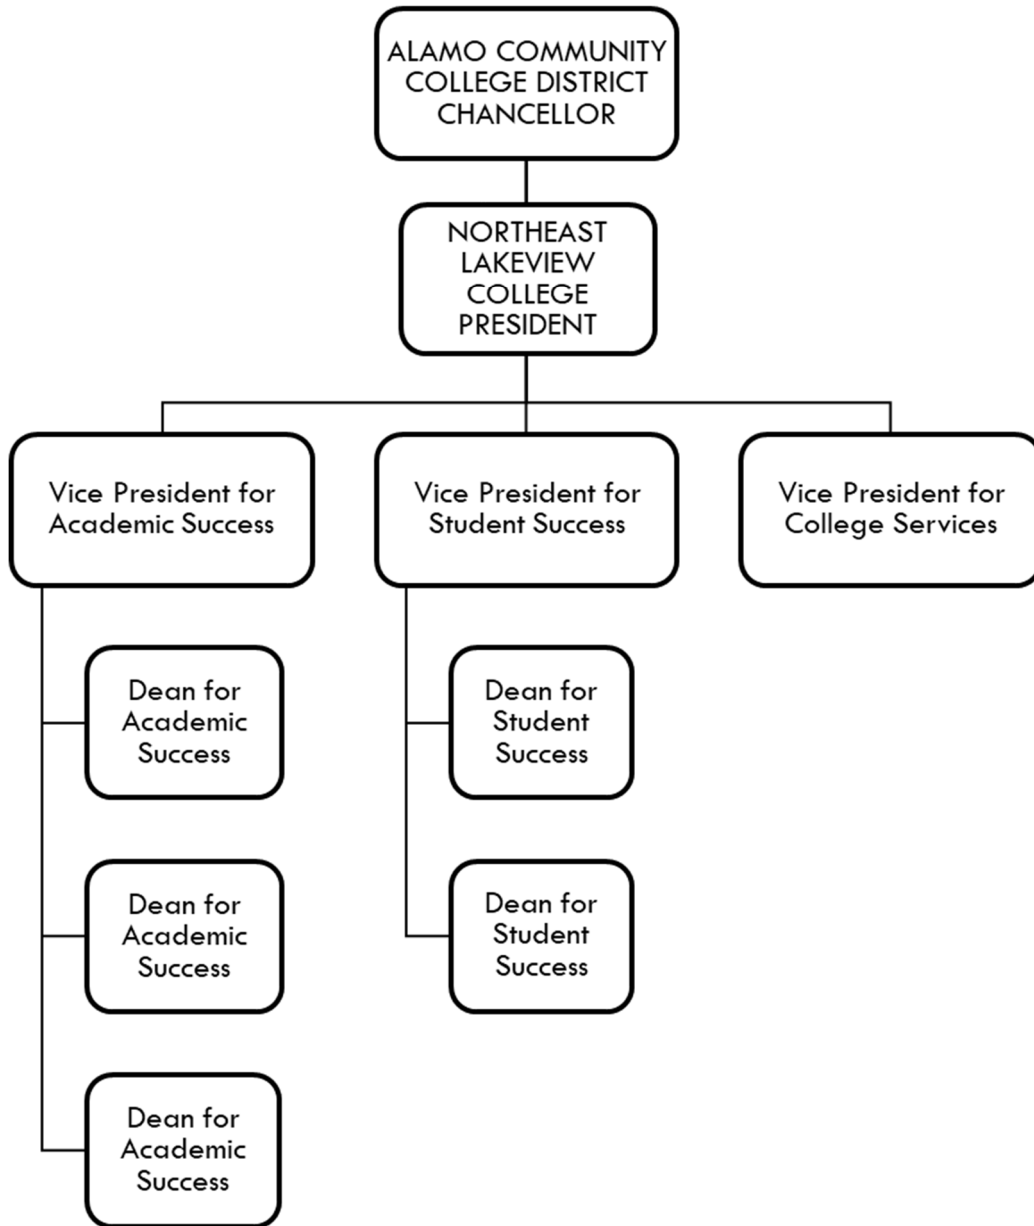 ALAMO COMMUNITY
COLLEGE DISTRICT
CHANCELLOR
NORTHEAST
LAKEVIEW
COLLEGE
PRESIDENT
Vice President for
Academic Success
Vice President for
Student Success
Vice President for
College Services
Dean for
Academic
Success
Dean for
Student
Success
Dean for
Academic
Success
Dean for
Student
Success
Dean for
Academic
Success